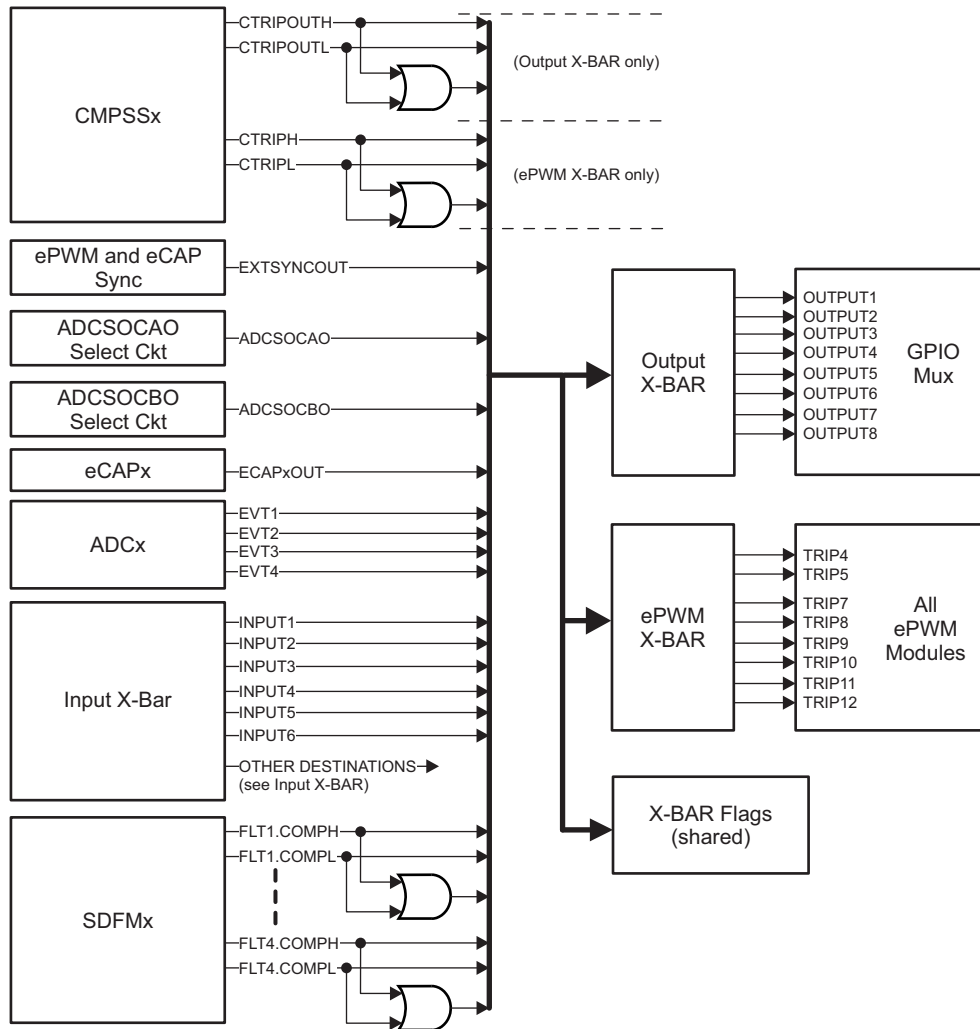 CTRIPOUTH
CTRIPOUTL
(Output X-BAR only)
CMPSSx
CTRIPH
CTRIPL
(ePWM X-BAR only)
ePWM and eCAP
Sync
EXTSYNCOUT
ADCSOCAO
Select Ckt
ADCSOCAO
ADCSOCBO
Select Ckt
ADCSOCBO
eCAPx
ECAPxOUT
ADCx
EVT1
EVT2
EVT3
EVT4
Input X-Bar
INPUT1
INPUT2
INPUT3
INPUT4
INPUT5
INPUT6
OTHER DESTINATIONS
(see Input X-BAR)
SDFMx
FLT1.COMPH
FLT1.COMPL
FLT4.COMPH
FLT4.COMPL
Output
X-BAR
OUTPUT1
OUTPUT2
OUTPUT3
OUTPUT4
OUTPUT5
OUTPUT6
OUTPUT7
OUTPUT8
GPIO
Mux
ePWM
X-BAR
TRIP4
TRIP5
TRIP7
TRIP8
TRIP9
TRIP10
TRIP11
TRIP12
All
ePWM
Modules
X-BAR Flags
(shared)